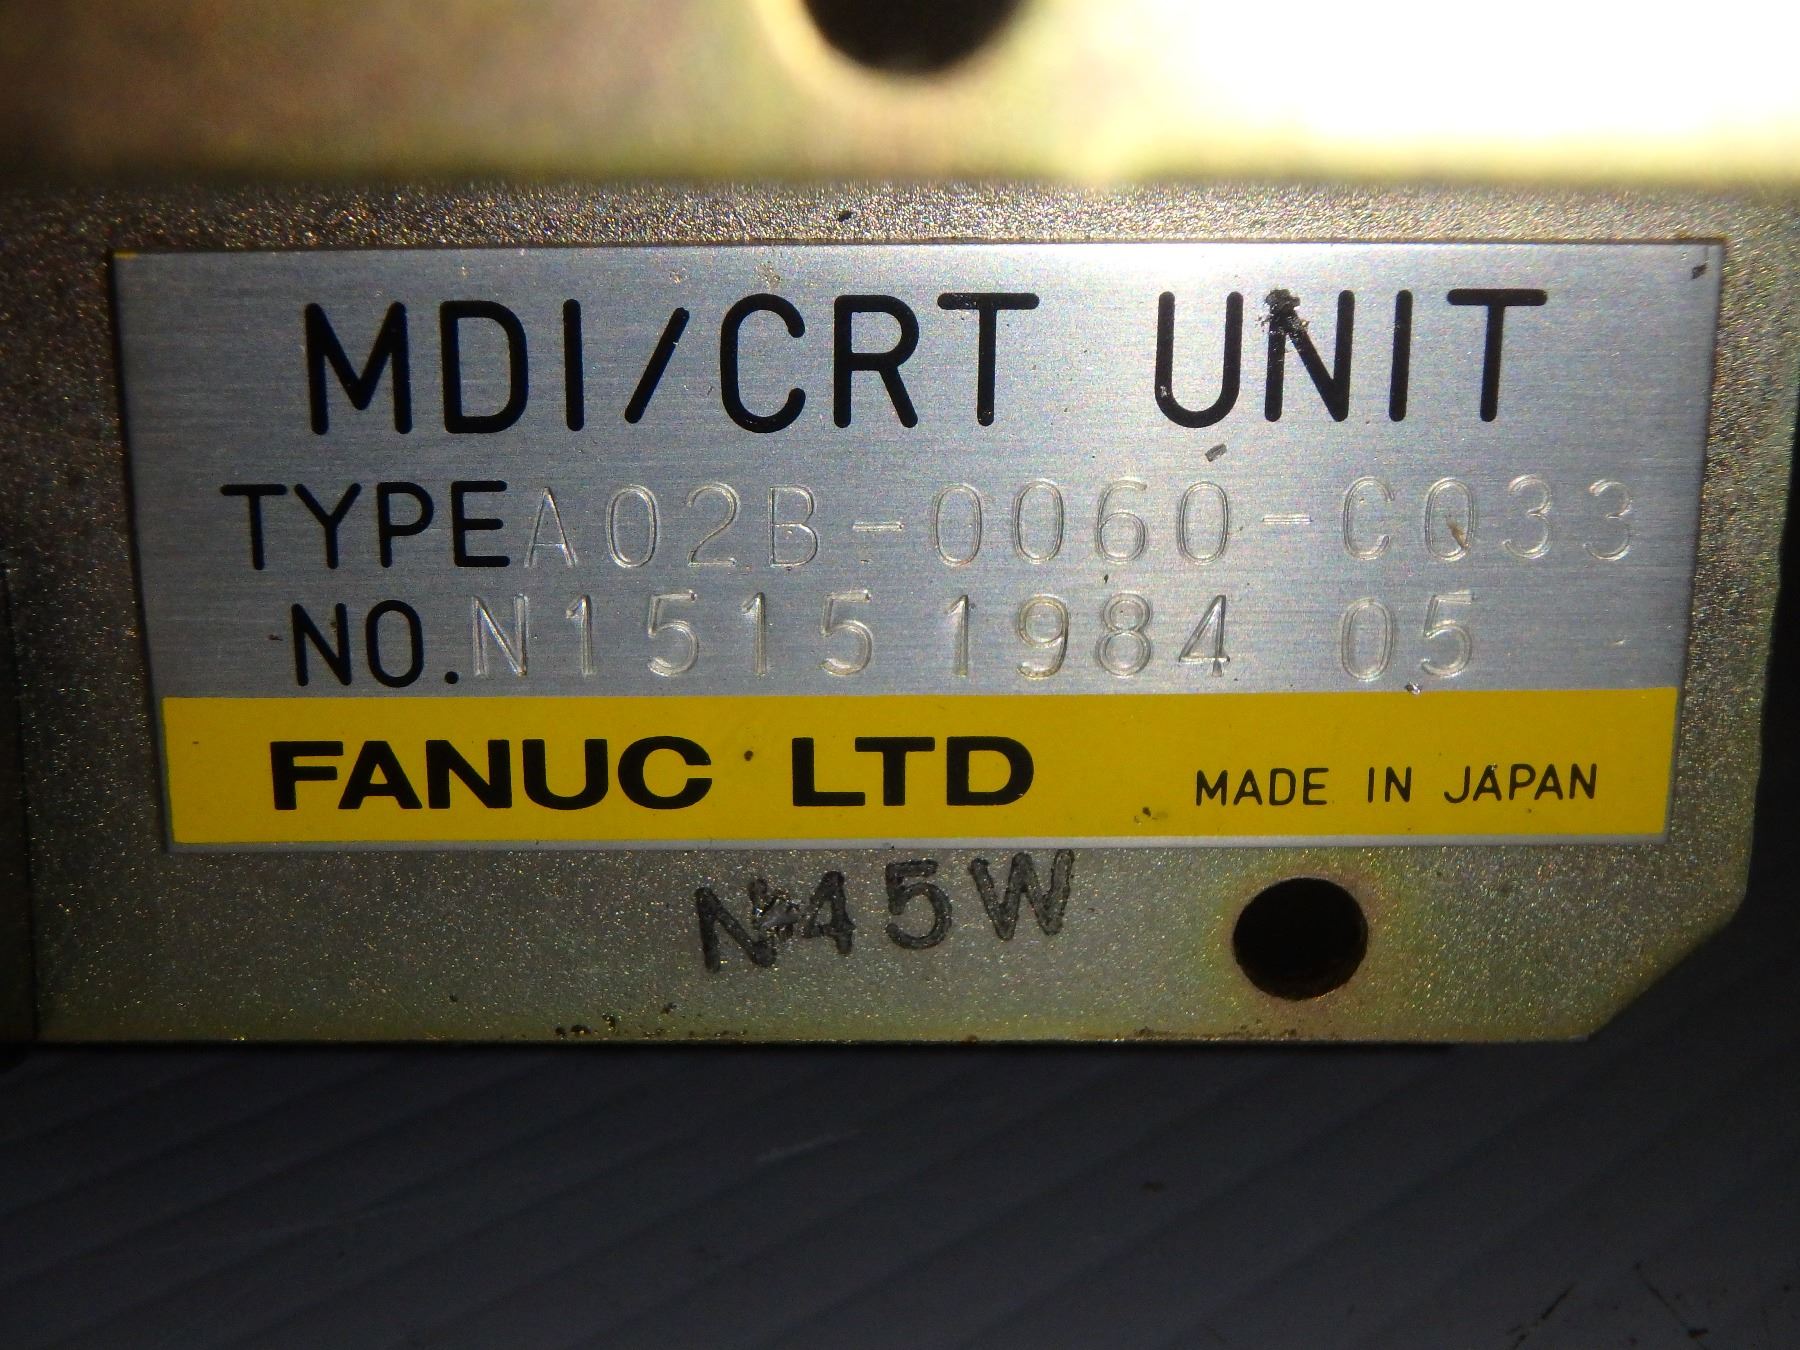 MDI/CRT UNIT
TYPE A02B-0060-C033
NO. N1515 1984 05
FANUC LTD MADE IN JAPAN
N45W